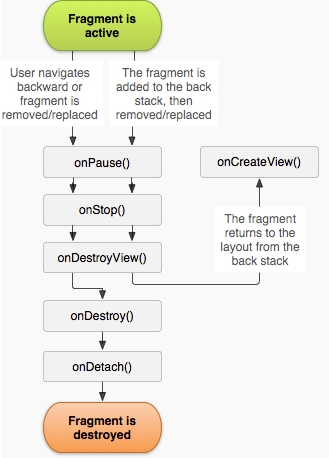 Fragment is
active
User navigates
backward or
fragment is
removed/replaced
The fragment is
added to the back
stack, then
removed/replaced
onPause()
onCreateView()
onStop()
The fragment
returns to the
layout from the
back stack
onDestroyView()
onDestroy()
onDetach()
Fragment is
destroyed